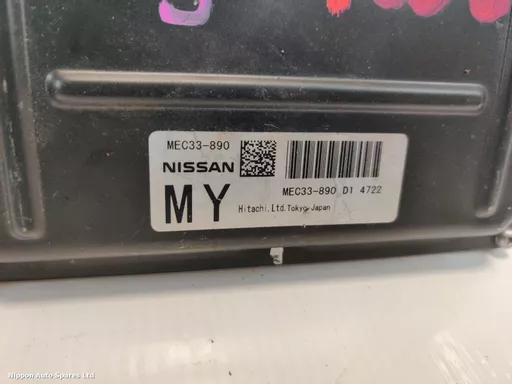 MEC33-890
NISSAN
MY
MEC33-890 D1 4722
Hitachi,Ltd.Tokyo,Japan
Nippon Auto Spares Ltd